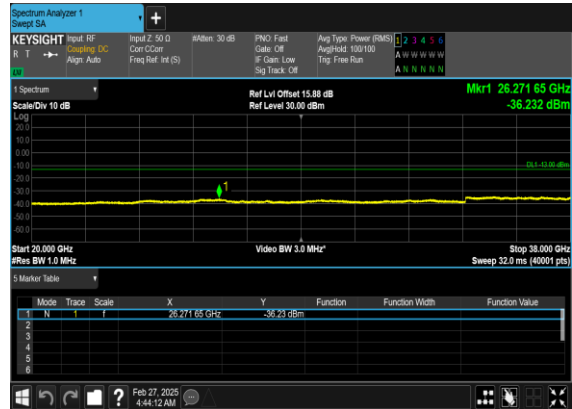 Spectrum Analyzer 1
Swept SA
+
KEYSIGHT Input: RF Input Z: 50 Ω #Atten: 30 dB PNO: Fast Avg Type: Power (RMS) 1 2 3 4 5 6
R T Coupling: DC Corr CCorr Gate: Off Avg|Hold: 100/100 A W W W W W
Align: Auto Freq Ref: Int (S) IF Gain: Low Trig: Free Run
Sig Track: Off A N N N N N
1 Spectrum Ref Lvl Offset 15.88 dB Mkr1 26.271 65 GHz
Scale/Div 10 dB Ref Level 30.00 dBm -36.232 dBm
Log
20.0
10.0
0.00
-10.0
DL1 -13.00 dBm
-20.0
1
-30.0
-40.0
-50.0
-60.0
Start 20.000 GHz Video BW 3.0 MHz* Stop 38.000 GHz
#Res BW 1.0 MHz Sweep 32.0 ms (40001 pts)
5 Marker Table
Mode Trace Scale X Y Function Function Width Function Value
1 N 1 f 26.271 65 GHz -36.23 dBm
2
3
4
5
6
? Feb 27, 2025
4:44:12 AM